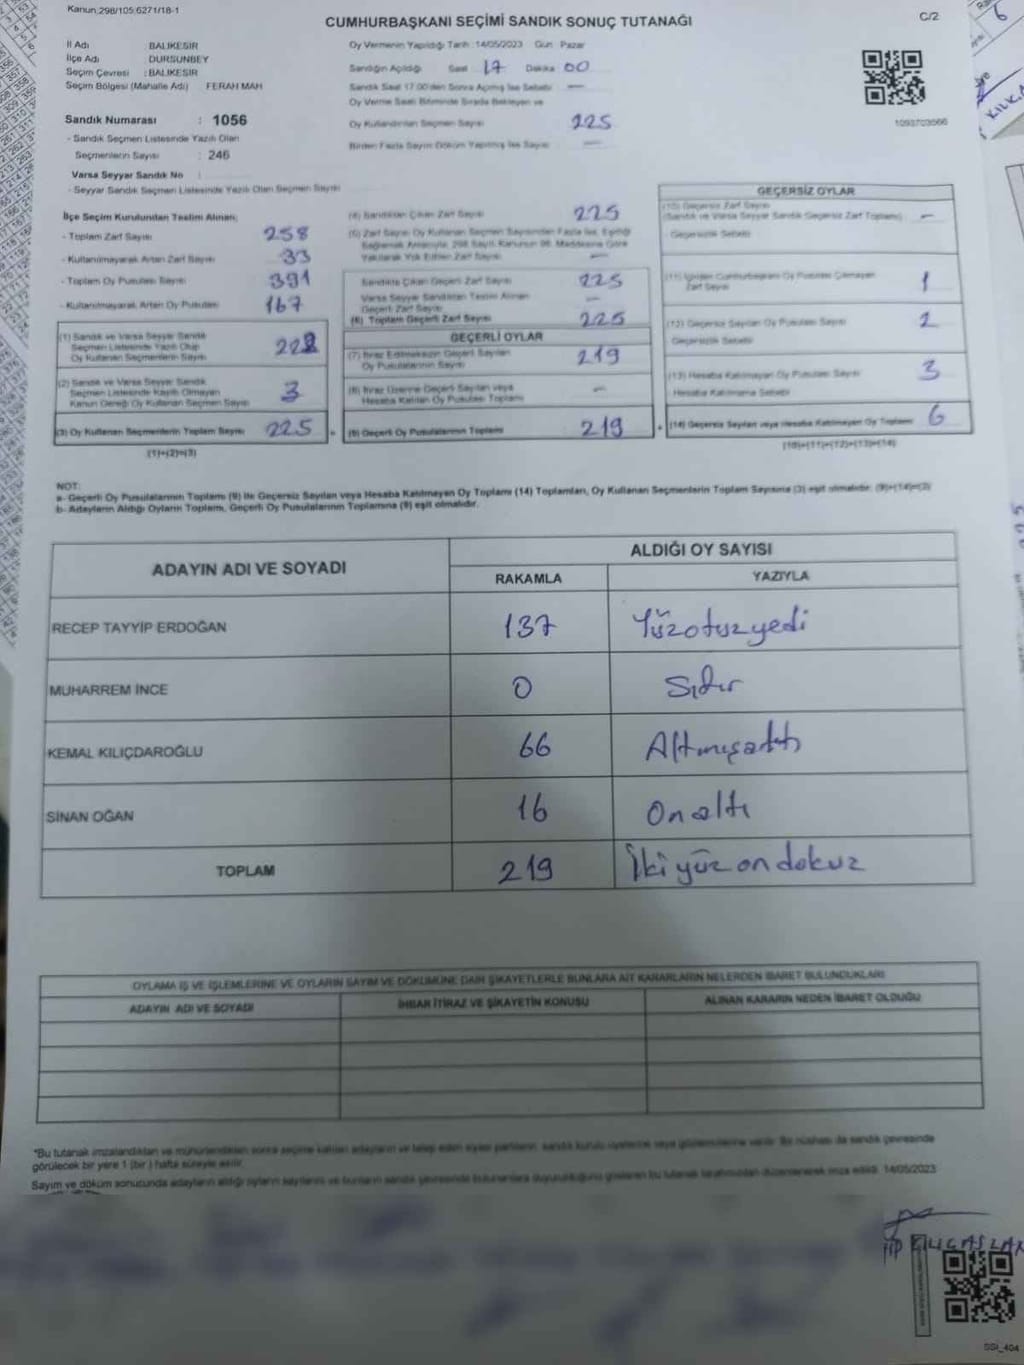 Kanun.298/105.6271/18-1
CUMHURBAŞKANI SEÇİMİ SANDIK SONUÇ TUTANAĞI
C/2
İl Adı BALIKESİR
İlçe Adı : DURSUNBEY
Seçim Çevresi : BALIKESİR
Seçim Bölgesi (Mahalle Adı) FERAH MAH
Sandık Numarası : 1056
- Sandık Seçmen Listesinde Yazılı Olan
Seçmenlerin Sayısı : 246
Varsa Seyyar Sandık No :
- Seyyar Sandık Seçmen Listesinde Yazılı Olan Seçmen Sayısı
Oy Vermenin Yapıldığı Tarih : 14/05/2023 Gün Pazar
Sandığın Açıldığı Saat 17 Dakika 00
Sandık Saat 17.00'den Sonra Açılmış İse Sebebi —
Oy Verme Saati Bitiminde Sırada Bekleyen ve
Oy Kullandırılan Seçmen Sayısı 225
Birden Fazla Sayım Döküm Yapılmış İse Sayısı —
1093703566
İlçe Seçim Kurulundan Teslim Alınan;
- Toplam Zarf Sayısı 258
- Kullanılmayarak Artan Zarf Sayısı 33
- Toplam Oy Pusulası Sayısı 391
- Kullanılmayarak Artan Oy Pusulası 167
(1) Sandık ve Varsa Seyyar Sandık
Seçmen Listesinde Yazılı Olup
Oy Kullanan Seçmenlerin Sayısı 222
(2) Sandık ve Varsa Seyyar Sandık
Seçmen Listesinde Kayıtlı Olmayan
Kanun Gereği Oy Kullanan Seçmen Sayısı 3
(3) Oy Kullanan Seçmenlerin Toplam Sayısı 225
(1)+(2)=(3)
(4) Sandıktan Çıkan Zarf Sayısı 225
(5) Zarf Sayısı Oy Kullanan Seçmen Sayısından Fazla İse, Eşitliği
Sağlamak Amacıyla, 298 Sayılı Kanunun 98. Maddesine Göre
Yakılarak Yok Edilen Zarf Sayısı —
Sandıkta Çıkan Geçerli Zarf Sayısı 225
Varsa Seyyar Sandıktan Teslim Alınan
Geçerli Zarf Sayısı —
(6) Toplam Geçerli Zarf Sayısı 225
GEÇERLİ OYLAR
(7) İtiraz Edilmeksizin Geçerli Sayılan
Oy Pusulalarının Sayısı 219
(8) İtiraz Üzerine Geçerli Sayılan veya
Hesaba Katılan Oy Pusulası Toplamı —
(9) Geçerli Oy Pusulalarının Toplamı 219
GEÇERSİZ OYLAR
(10) Geçersiz Zarf Sayısı
(Sandık ve Varsa Seyyar Sandık Geçersiz Zarf Toplamı) —
Geçersizlik Sebebi
(11) İçinden Cumhurbaşkanı Oy Pusulası Çıkmayan
Zarf Sayısı 1
(12) Geçersiz Sayılan Oy Pusulası Sayısı 2
Geçersizlik Sebebi
(13) Hesaba Katılmayan Oy Pusulası Sayısı 3
Hesaba Katılmama Sebebi
(14) Geçersiz Sayılan veya Hesaba Katılmayan Oy Toplamı 6
(10)+(11)+(12)+(13)=(14)
NOT:
a- Geçerli Oy Pusulalarının Toplamı (9) ile Geçersiz Sayılan veya Hesaba Katılmayan Oy Toplamı (14) Toplamları, Oy Kullanan Seçmenlerin Toplam Sayısına (3) eşit olmalıdır. (9)+(14)=(3)
b- Adayların Aldığı Oyların Toplamı, Geçerli Oy Pusulalarının Toplamına (9) eşit olmalıdır.
ADAYIN ADI VE SOYADI
ALDIĞI OY SAYISI
RAKAMLA YAZIYLA
RECEP TAYYİP ERDOĞAN 137 Yüzotuzyedi
MUHARREM İNCE 0 Sıfır
KEMAL KILIÇDAROĞLU 66 Altmışaltı
SİNAN OĞAN 16 Onaltı
TOPLAM 219 İkiyüzondokuz
OYLAMA İŞ VE İŞLEMLERİNE VE OYLARIN SAYIM VE DÖKÜMÜNE DAİR ŞİKAYETLERLE BUNLARA AİT KARARLARIN NELERDEN İBARET BULUNDUKLARI
ADAYIN ADI VE SOYADI İHBAR İTİRAZ VE ŞİKAYETİN KONUSU ALINAN KARARIN NEDEN İBARET OLDUĞU
*Bu tutanak imzalandıktan ve mühürlendikten sonra seçime katılan adayların ve talep eden siyasi partilerin sandık kurulu üyelerine veya gözlemcilerine verilir. Bir nüshası da sandık çevresinde
görülecek bir yere 1 (bir) hafta süreyle asılır.
Sayım ve döküm sonucunda adayların aldığı oyların sayılarını ve bunların sandık çevresinde bulunanlara duyurulduğunu gösteren bu tutanak tarafımızdan düzenlenerek imza edildi. 14/05/2023
SSİ_404